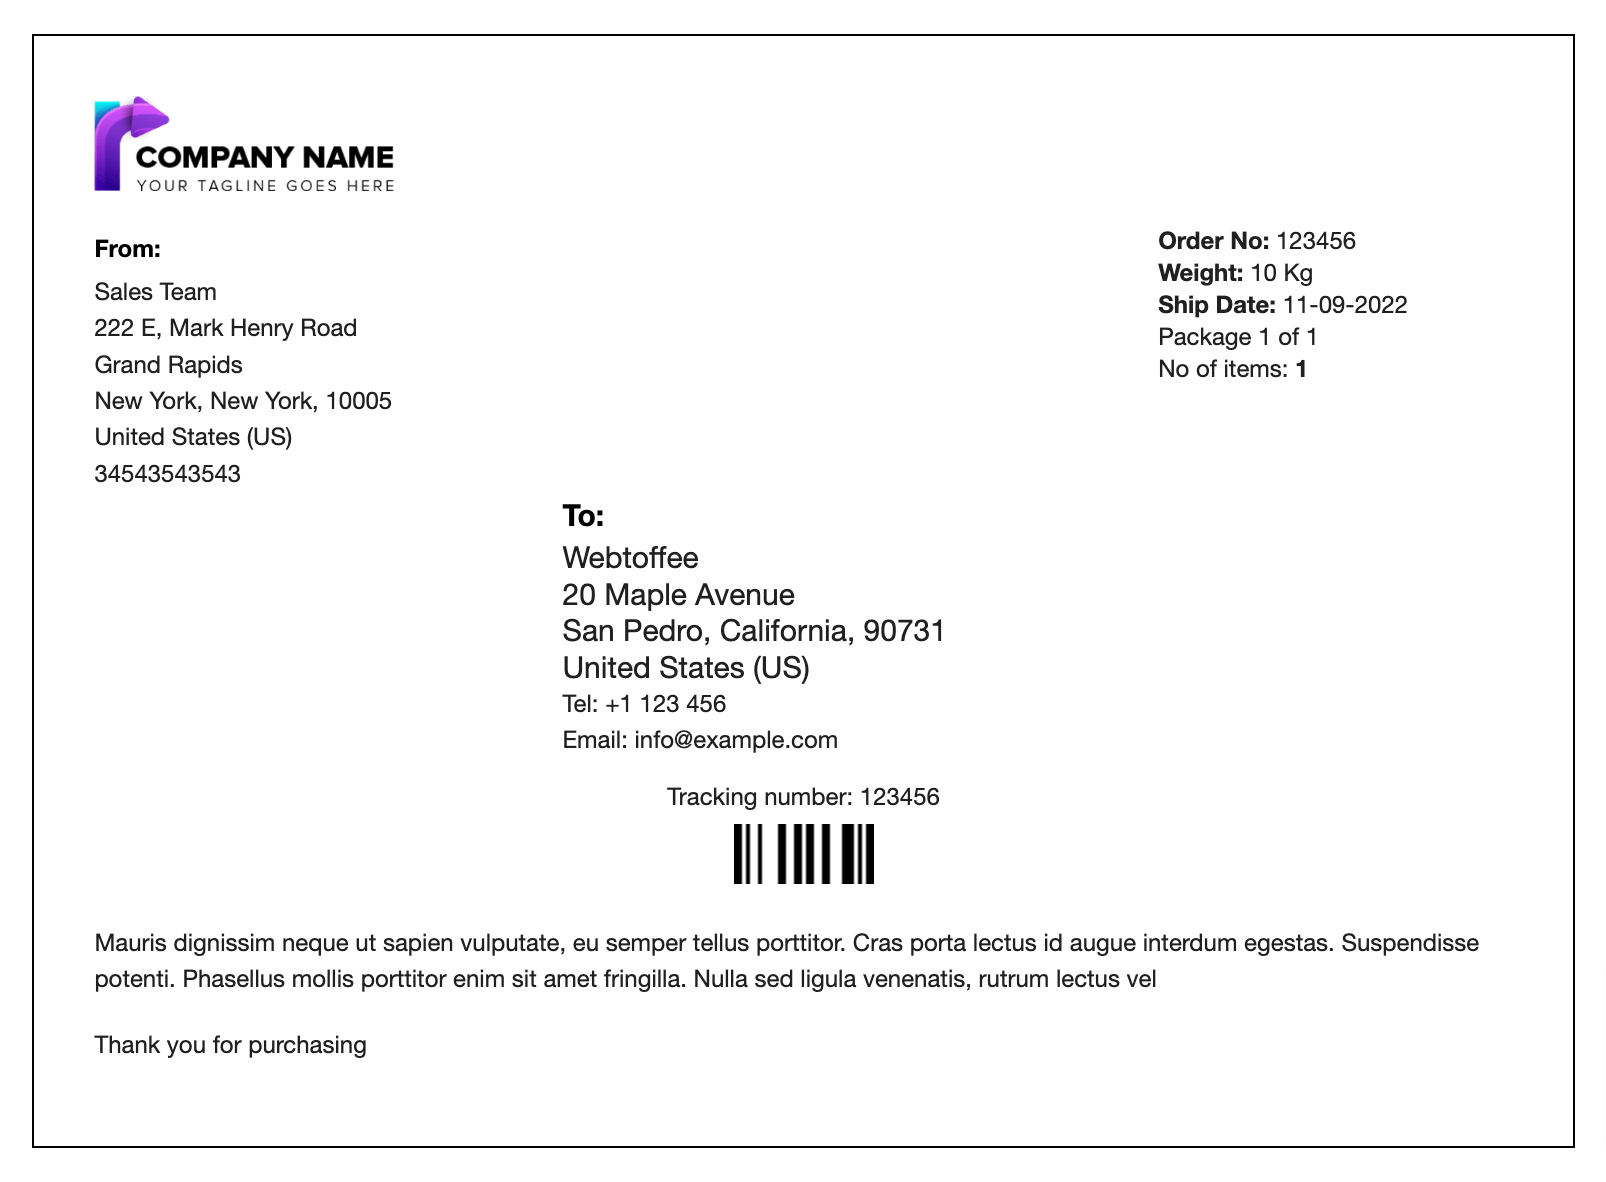 COMPANY NAME
YOUR TAGLINE GOES HERE
From:
Sales Team
222 E, Mark Henry Road
Grand Rapids
New York, New York, 10005
United States (US)
34543543543
Order No: 123456
Weight: 10 Kg
Ship Date: 11-09-2022
Package 1 of 1
No of items: 1
To:
Webtoffee
20 Maple Avenue
San Pedro, California, 90731
United States (US)
Tel: +1 123 456
Email: info@example.com
Tracking number: 123456
Mauris dignissim neque ut sapien vulputate, eu semper tellus porttitor. Cras porta lectus id augue interdum egestas. Suspendisse
potenti. Phasellus mollis porttitor enim sit amet fringilla. Nulla sed ligula venenatis, rutrum lectus vel
Thank you for purchasing